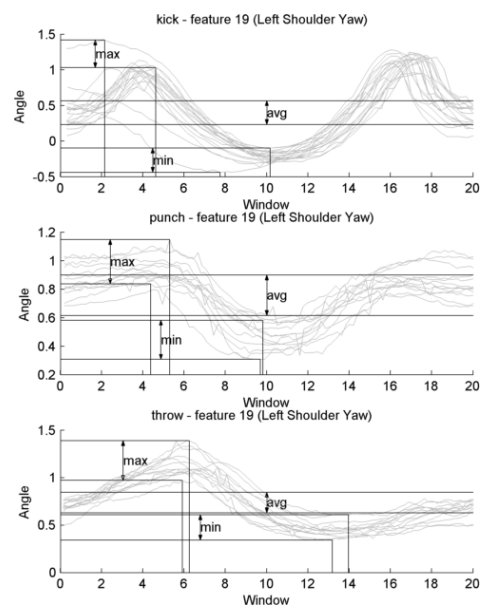 kick - feature 19 (Left Shoulder Yaw)
1.5
1
0.5
0
-0.5
Angle
max
avg
min
0 2 4 6 8 10 12 14 16 18 20
Window
punch - feature 19 (Left Shoulder Yaw)
1.2
1
0.8
0.6
0.4
0.2
Angle
max
avg
min
0 2 4 6 8 10 12 14 16 18 20
Window
throw - feature 19 (Left Shoulder Yaw)
1.5
1
0.5
0
Angle
max
avg
min
0 2 4 6 8 10 12 14 16 18 20
Window